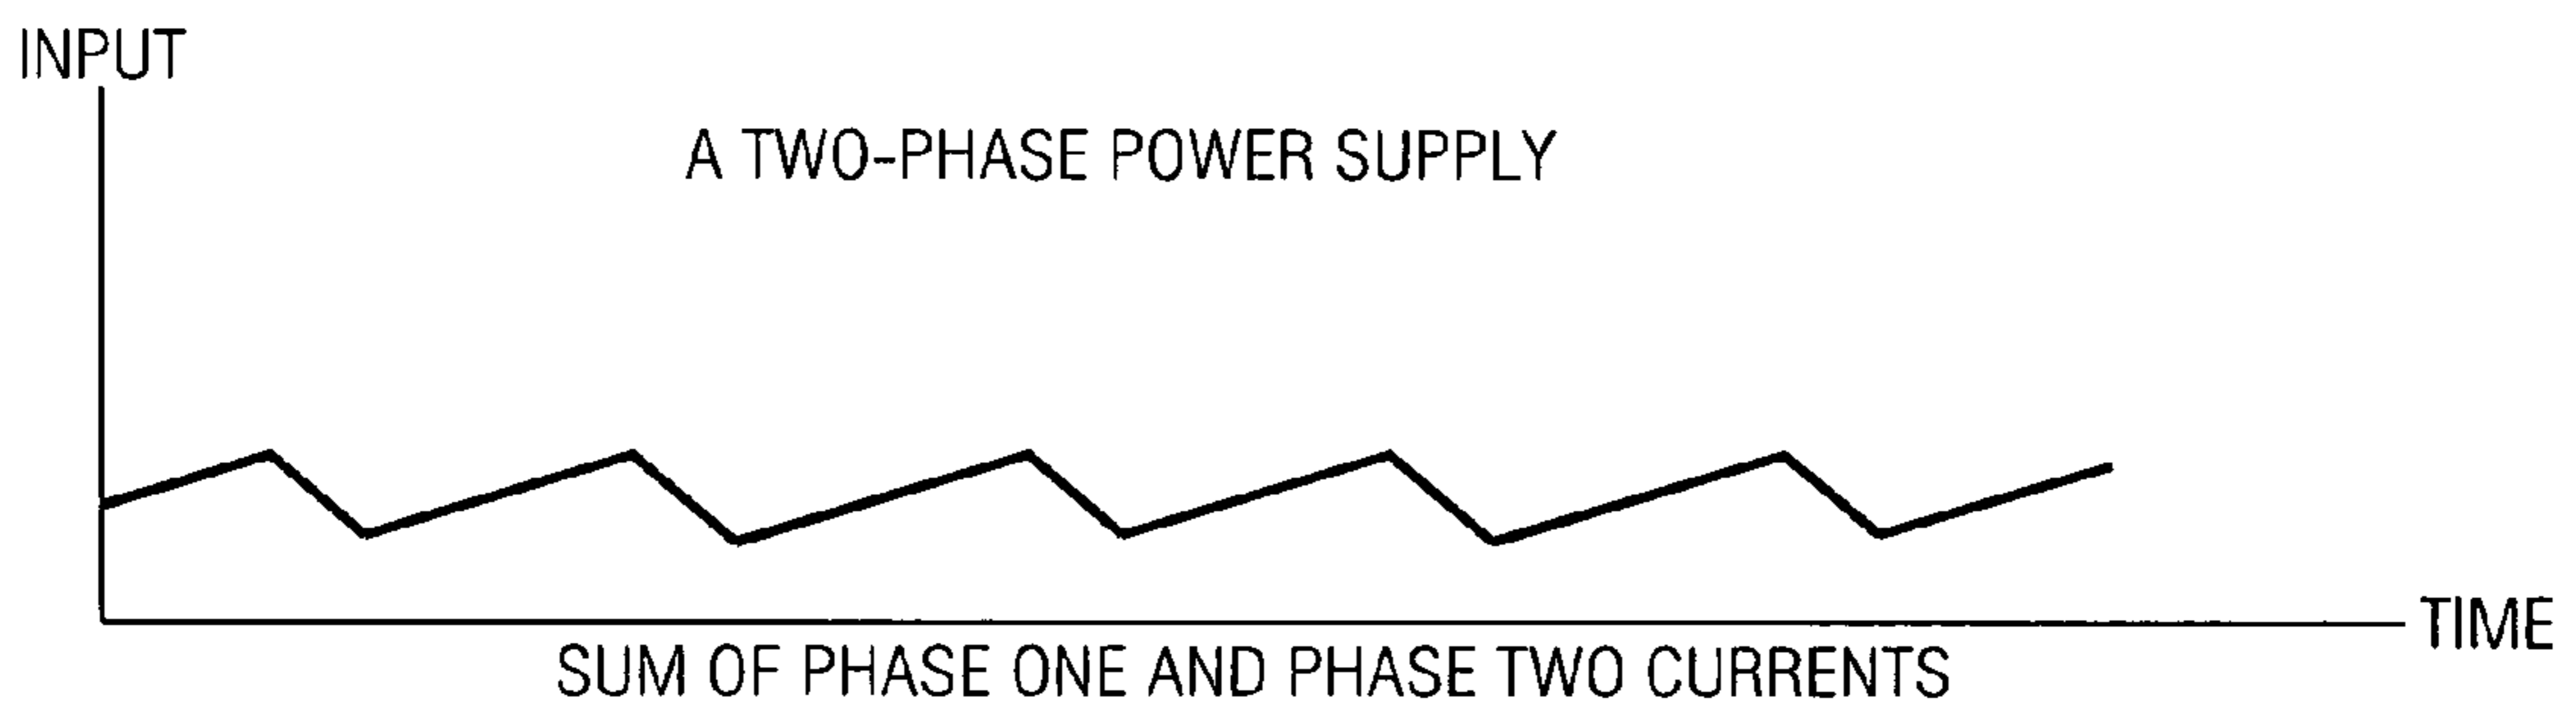 INPUT
A TWO-PHASE POWER SUPPLY
TIME
SUM OF PHASE ONE AND PHASE TWO CURRENTS